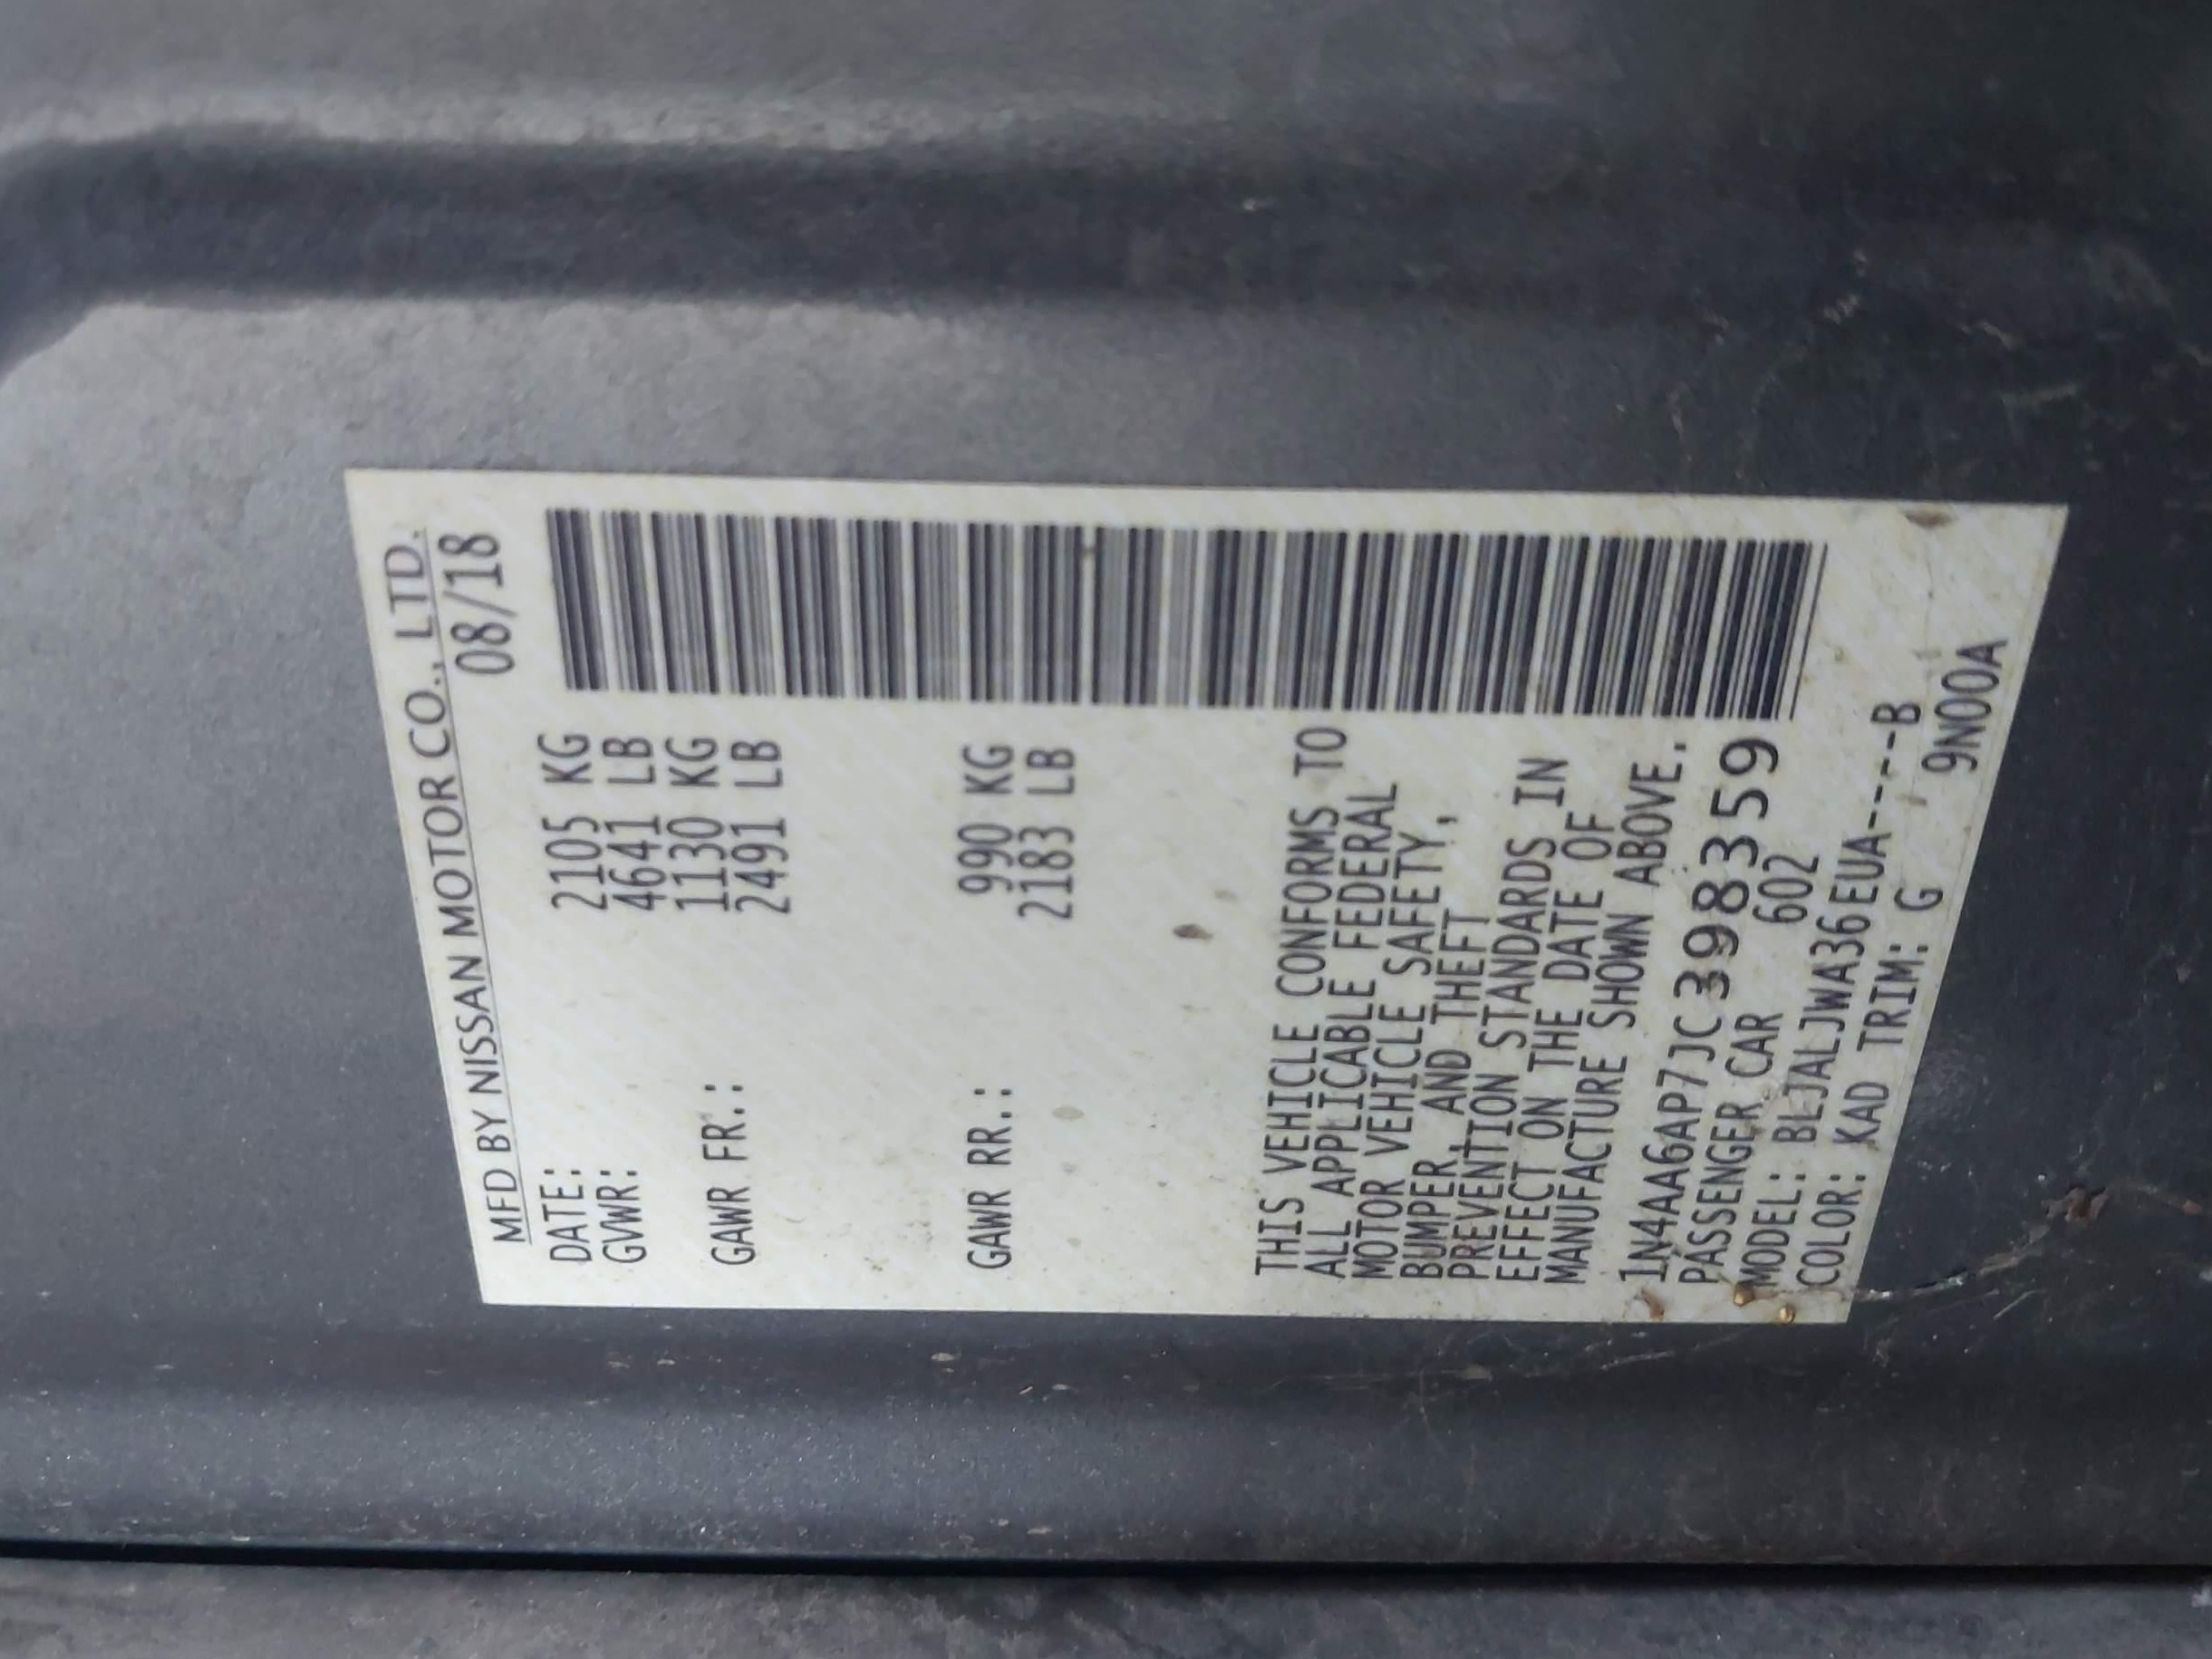 MFD BY NISSAN MOTOR CO., LTD.
DATE: 08/18
GVWR: 2105 KG
4641 LB
GAWR FR.: 1130 KG
2491 LB
GAWR RR.: 990 KG
2183 LB
THIS VEHICLE CONFORMS TO
ALL APPLICABLE FEDERAL
MOTOR VEHICLE SAFETY,
BUMPER, AND THEFT
PREVENTION STANDARDS IN
EFFECT ON THE DATE OF
MANUFACTURE SHOWN ABOVE.
1N4AA6AP7JC398359
PASSENGER CAR 602
MODEL: BLJALJWA36EUA----B
COLOR: KAD TRIM: G 9N00A